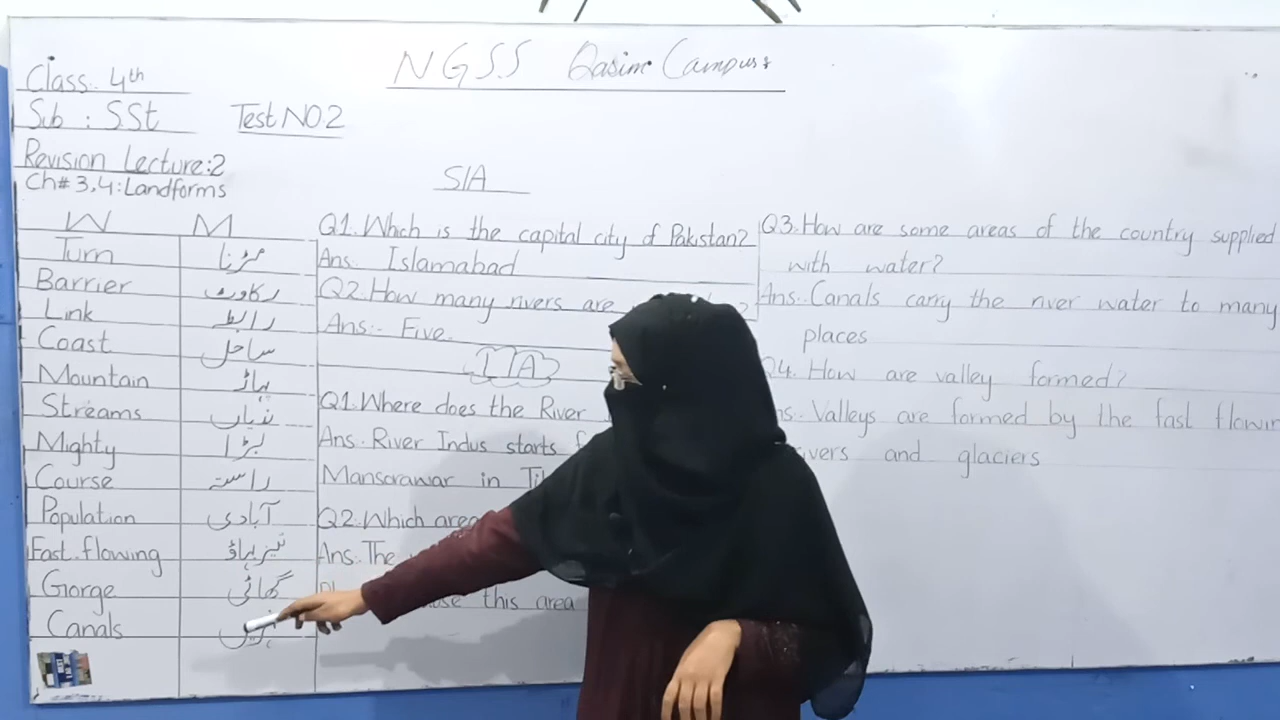 NGSS Qasim Campus
Class: 4th
Sub : SSt
Test NO.2
Revision Lecture:2
Ch# 3,4:Landforms
W M
Turn مڑنا
Barrier رکاوٹ
Link رابطہ
Coast ساحل
Mountain پہاڑ
Streams ندیاں
Mighty بڑا
Course راستہ
Population آبادی
Fast flowing تیز بہاؤ
Gorge گھاٹی
Canals نہریں
S/A
Q1. Which is the capital city of Pakistan?
Ans. Islamabad
Q2. How many rivers are
Ans:- Five.
L/A
Q1. Where does the River
Ans. River Indus starts
Mansorawar in
Q2. Which area
Ans: The
this area
Q3. How are some areas of the country supplied
with water?
Ans:. Canals carry the river water to many
places
Q4. How are valley formed?
Ans:. Valleys are formed by the fast
rivers and glaciers